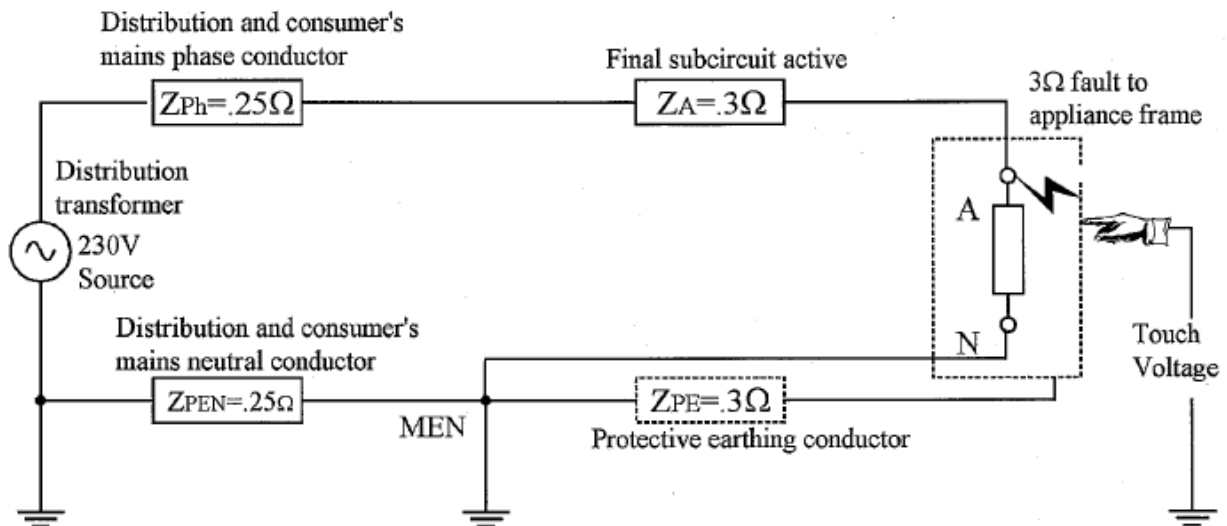 Distribution and consumer's
mains phase conductor
ZPh=.25Ω
Final subcircuit active
ZA=.3Ω
3Ω fault to
appliance frame
Distribution
transformer
230V
Source
A
N
Touch
Voltage
Distribution and consumer's
mains neutral conductor
ZPEN=.25Ω
MEN
ZPE=.3Ω
Protective earthing conductor